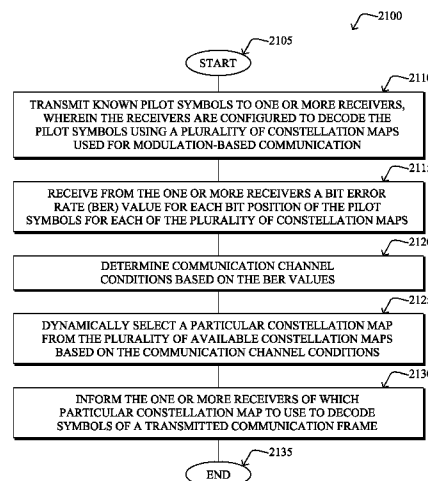 2100
2105
START
2110
TRANSMIT KNOWN PILOT SYMBOLS TO ONE OR MORE RECEIVERS,
WHEREIN THE RECEIVERS ARE CONFIGURED TO DECODE THE
PILOT SYMBOLS USING A PLURALITY OF CONSTELLATION MAPS
USED FOR MODULATION-BASED COMMUNICATION
2115
RECEIVE FROM THE ONE OR MORE RECEIVERS A BIT ERROR
RATE (BER) VALUE FOR EACH BIT POSITION OF THE PILOT
SYMBOLS FOR EACH OF THE PLURALITY OF CONSTELLATION MAPS
2120
DETERMINE COMMUNICATION CHANNEL
CONDITIONS BASED ON THE BER VALUES
2125
DYNAMICALLY SELECT A PARTICULAR CONSTELLATION MAP
FROM THE PLURALITY OF AVAILABLE CONSTELLATION MAPS
BASED ON THE COMMUNICATION CHANNEL CONDITIONS
2130
INFORM THE ONE OR MORE RECEIVERS OF WHICH
PARTICULAR CONSTELLATION MAP TO USE TO DECODE
SYMBOLS OF A TRANSMITTED COMMUNICATION FRAME
2135
END